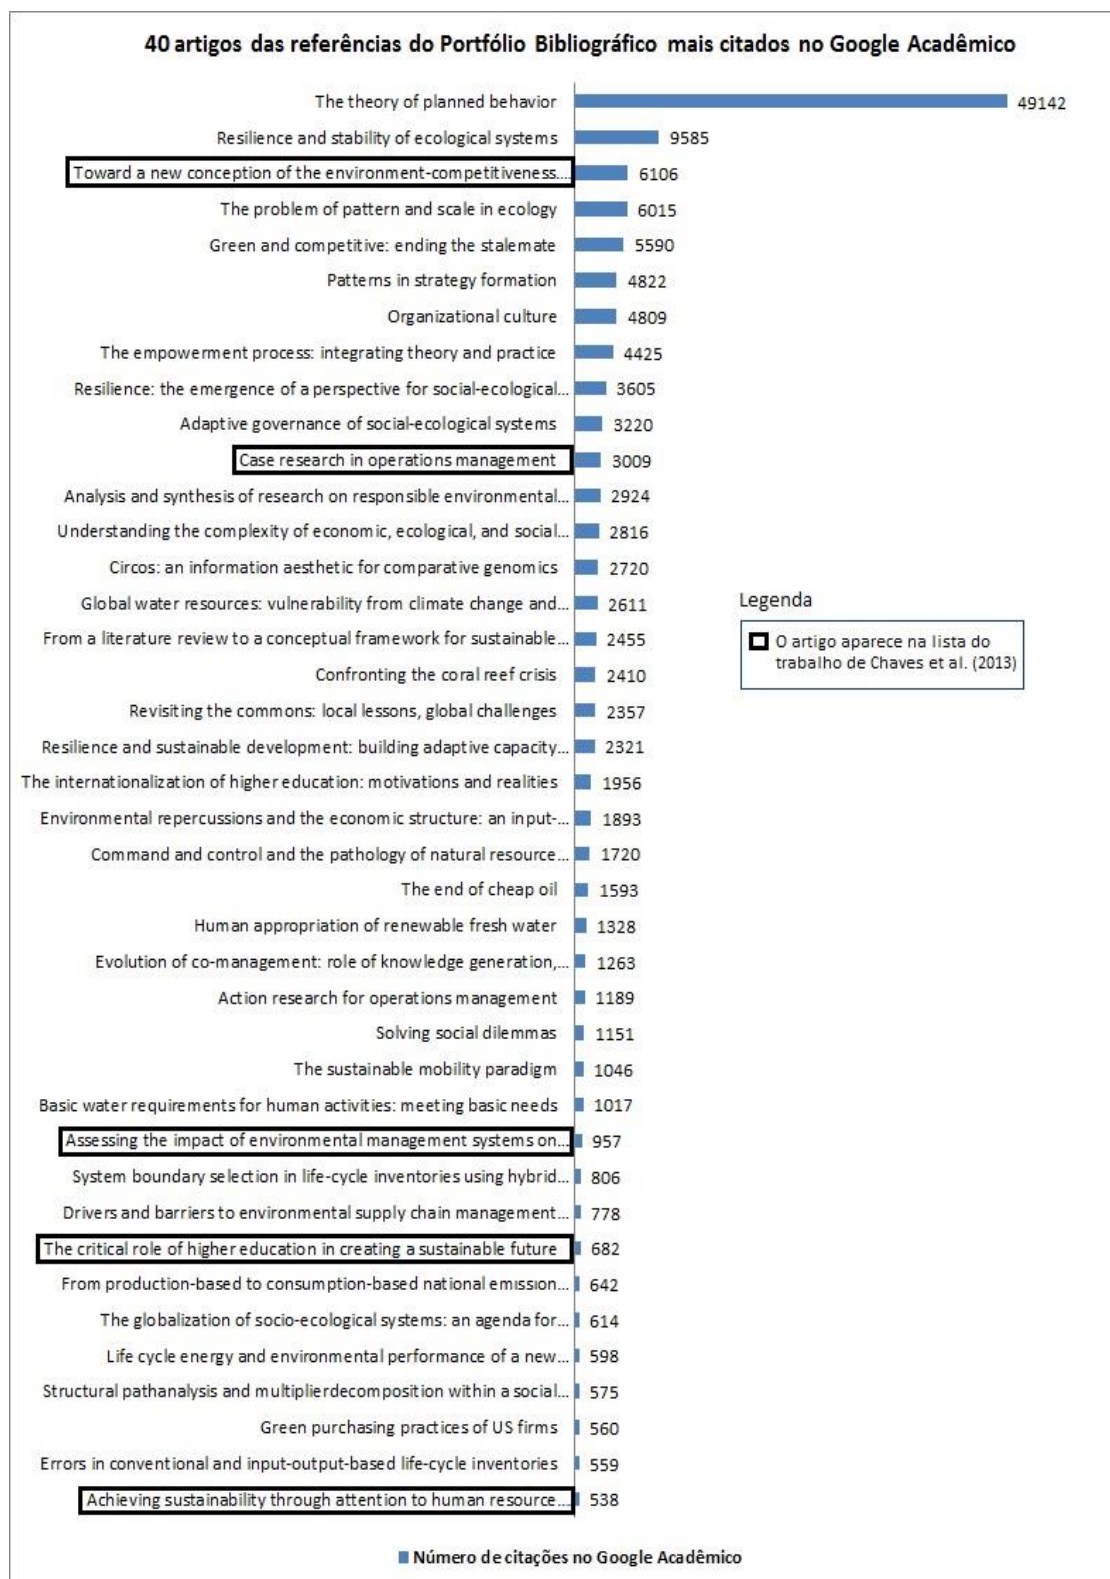 40 artigos das referências do Portfólio Bibliográfico mais citados no Google Acadêmico
The theory of planned behavior 49142
Resilience and stability of ecological systems 9585
Toward a new conception of the environment-competitiveness.... 6106
The problem of pattern and scale in ecology 6015
Green and competitive: ending the stalemate 5590
Patterns in strategy formation 4822
Organizational culture 4809
The empowerment process: integrating theory and practice 4425
Resilience: the emergence of a perspective for social-ecological... 3605
Adaptive governance of social-ecological systems 3220
Case research in operations management 3009
Analysis and synthesis of research on responsible environmental... 2924
Understanding the complexity of economic, ecological, and social... 2816
Circos: an information aesthetic for comparative genomics 2720
Global water resources: vulnerability from climate change and... 2611
From a literature review to a conceptual framework for sustainable... 2455
Confronting the coral reef crisis 2410
Revisiting the commons: local lessons, global challenges 2357
Resilience and sustainable development: building adaptive capacity... 2321
The internationalization of higher education: motivations and realities 1956
Environmental repercussions and the economic structure: an input-... 1893
Command and control and the pathology of natural resource... 1720
The end of cheap oil 1593
Human appropriation of renewable fresh water 1328
Evolution of co-management: role of knowledge generation,... 1263
Action research for operations management 1189
Solving social dilemmas 1151
The sustainable mobility paradigm 1046
Basic water requirements for human activities: meeting basic needs 1017
Assessing the impact of environmental management systems on... 957
System boundary selection in life-cycle inventories using hybrid... 806
Drivers and barriers to environmental supply chain management... 778
The critical role of higher education in creating a sustainable future 682
From production-based to consumption-based national emission... 642
The globalization of socio-ecological systems: an agenda for... 614
Life cycle energy and environmental performance of a new... 598
Structural pathanalysis and multiplierdecomposition within a social... 575
Green purchasing practices of US firms 560
Errors in conventional and input-output-based life-cycle inventories 559
Achieving sustainability through attention to human resource... 538
Legenda
O artigo aparece na lista do
trabalho de Chaves et al. (2013)
Número de citações no Google Acadêmico